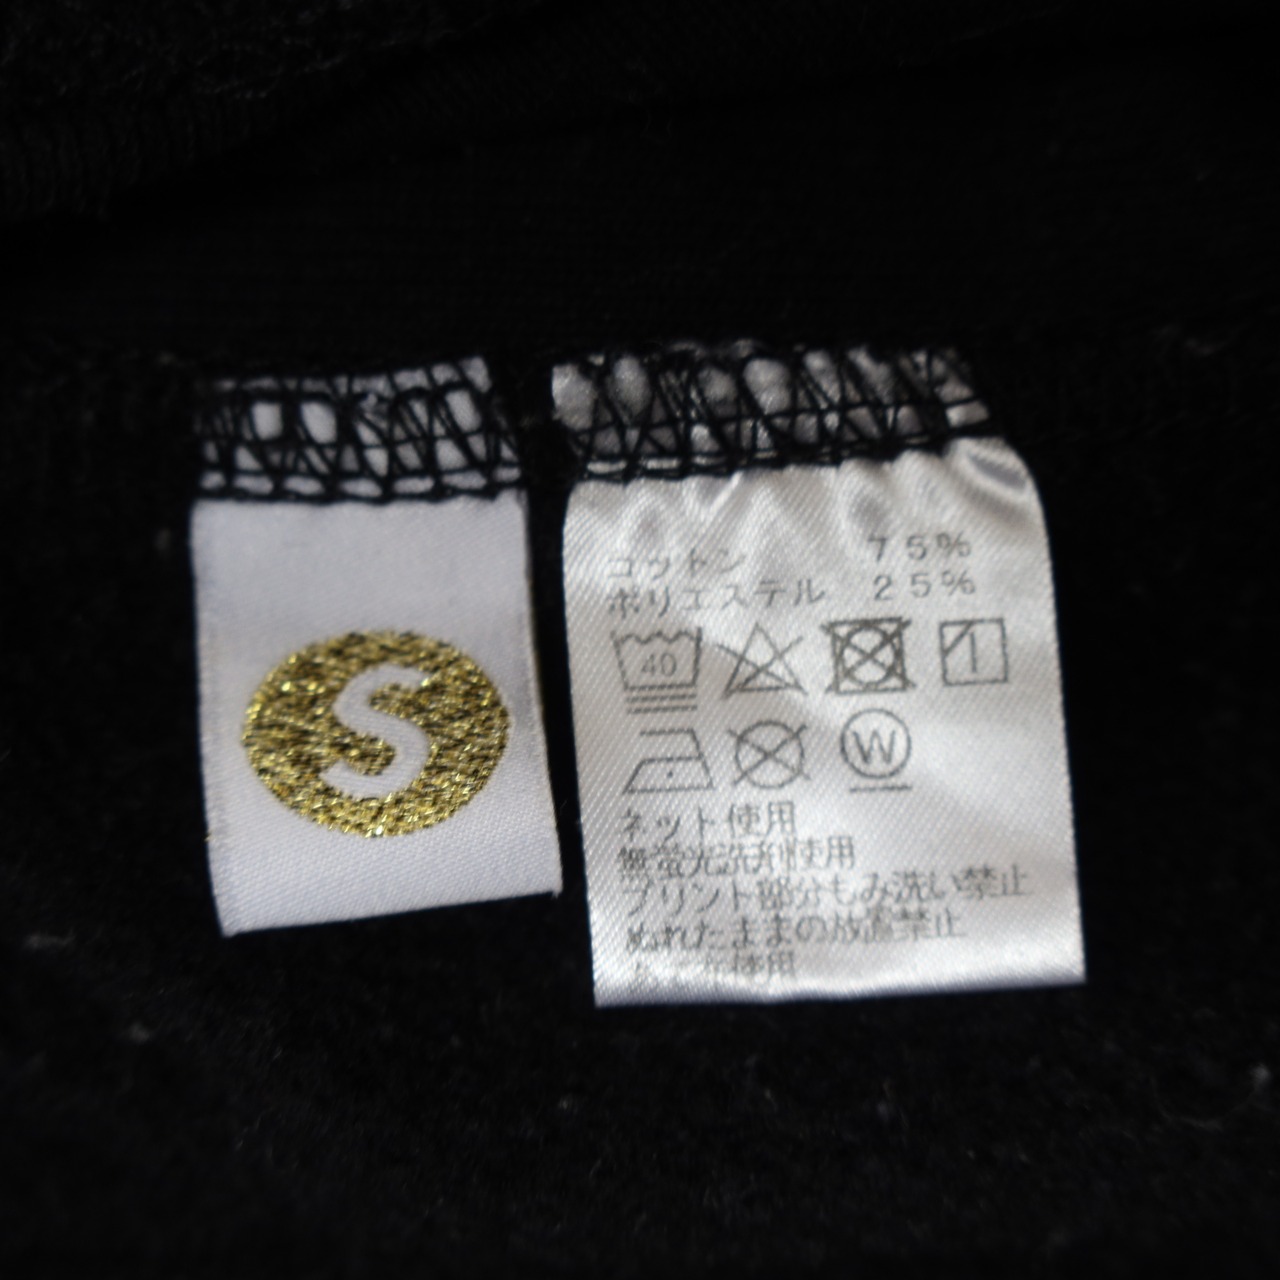 S
コットン 75%
ポリエステル 25%
40
W
ネット使用
無蛍光洗剤使用
プリント部分もみ洗い禁止
ぬれたままの放置禁止
使用